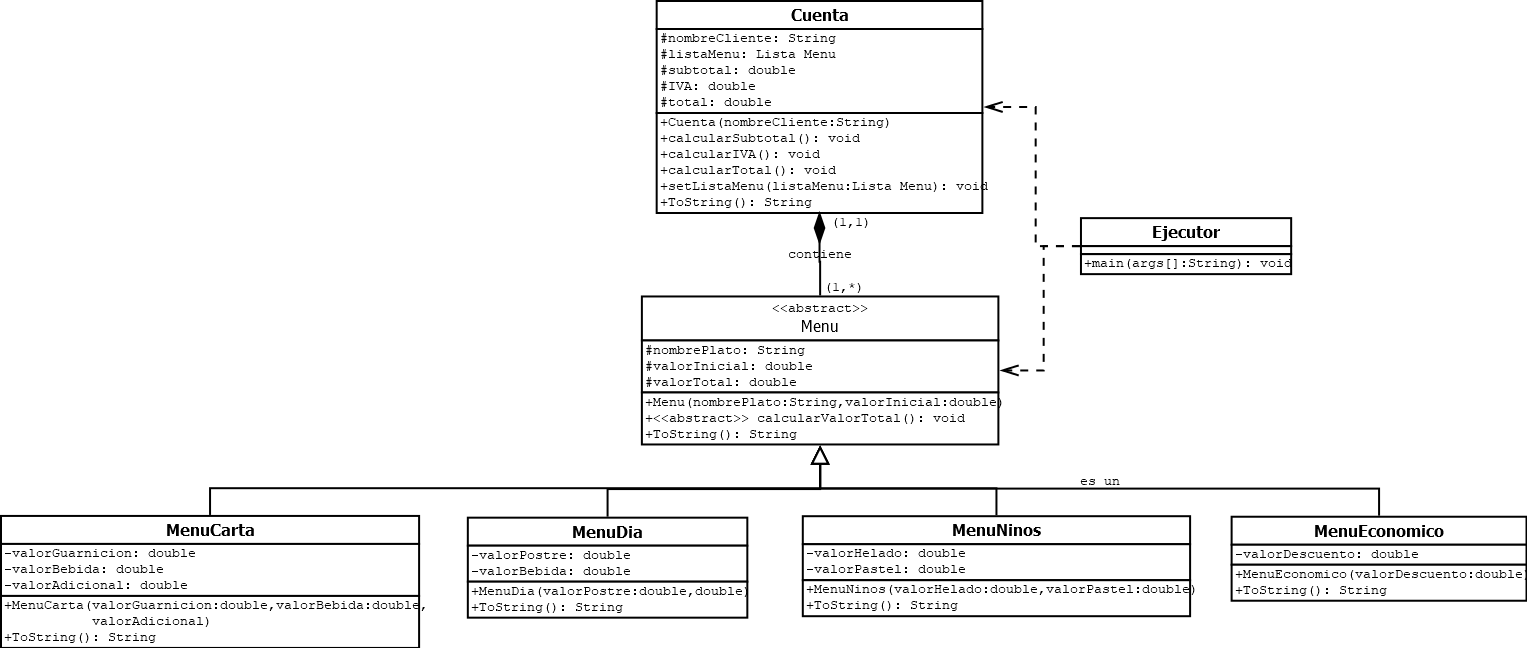 Cuenta
#nombreCliente: String
#listaMenu: Lista Menu
#subtotal: double
#IVA: double
#total: double
+Cuenta(nombreCliente:String)
+calcularSubtotal(): void
+calcularIVA(): void
+calcularTotal(): void
+setListaMenu(listaMenu:Lista Menu): void
+ToString(): String
(1,1)
contiene
(1,*)
Ejecutor
+main(args[]:String): void
<<abstract>>
Menu
#nombrePlato: String
#valorInicial: double
#valorTotal: double
+Menu(nombrePlato:String,valorInicial:double)
+<<abstract>> calcularValorTotal(): void
+ToString(): String
es un
MenuCarta
-valorGuarnicion: double
-valorBebida: double
-valorAdicional: double
+MenuCarta(valorGuarnicion:double,valorBebida:double,
valorAdicional)
+ToString(): String
MenuDia
-valorPostre: double
-valorBebida: double
+MenuDia(valorPostre:double,double)
+ToString(): String
MenuNinos
-valorHelado: double
-valorPastel: double
+MenuNinos(valorHelado:double,valorPastel:double)
+ToString(): String
MenuEconomico
-valorDescuento: double
+MenuEconomico(valorDescuento:double
+ToString(): String